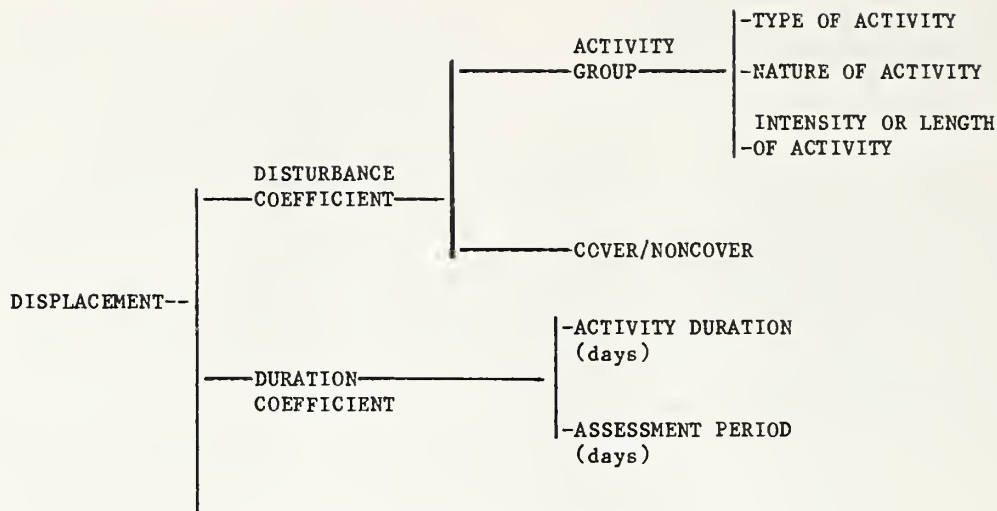 -TYPE OF ACTIVITY
ACTIVITY
GROUP
-NATURE OF ACTIVITY
INTENSITY OR LENGTH
-OF ACTIVITY
DISTURBANCE
COEFFICIENT
COVER/NONCOVER
DISPLACEMENT--
-ACTIVITY DURATION
(days)
DURATION
COEFFICIENT
-ASSESSMENT PERIOD
(days)